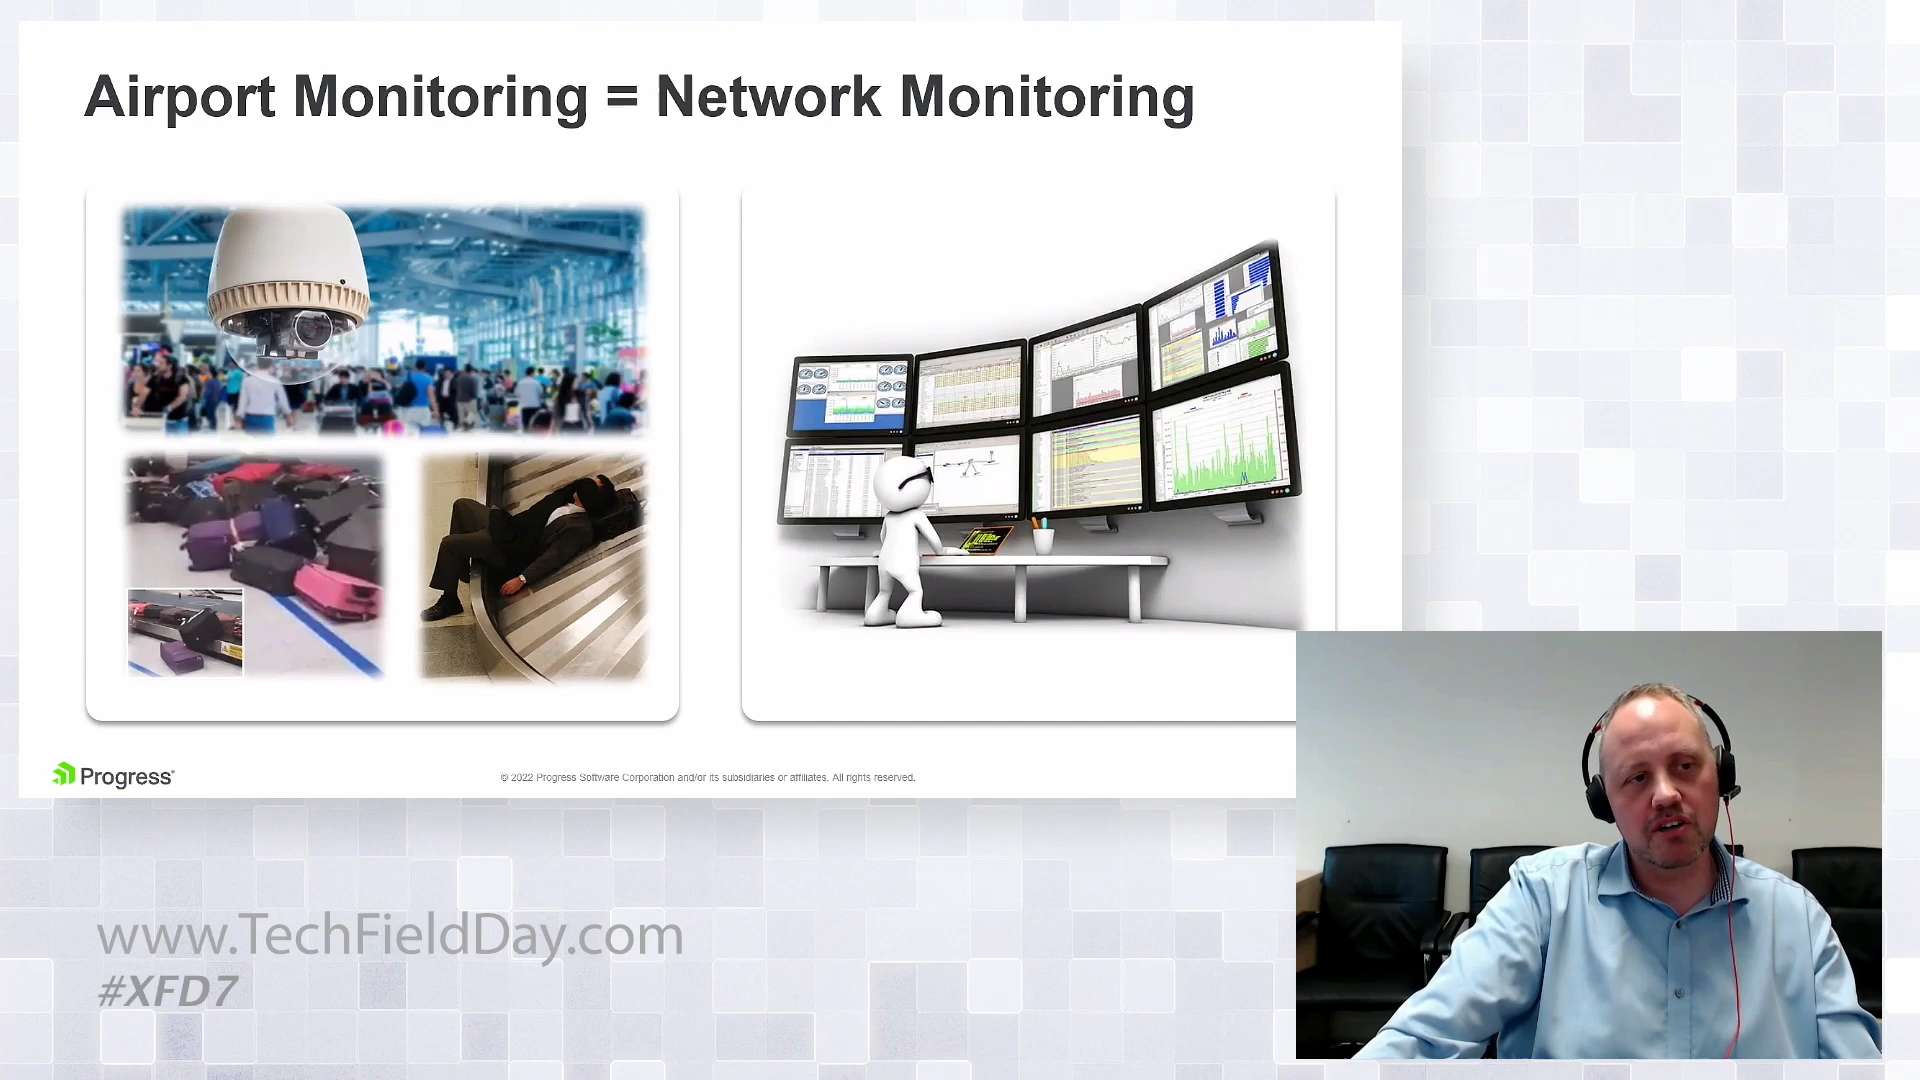 Airport Monitoring = Network Monitoring
Progress®
© 2022 Progress Software Corporation and/or its subsidiaries or affiliates. All rights reserved.
www.TechFieldDay.com
#XFD7